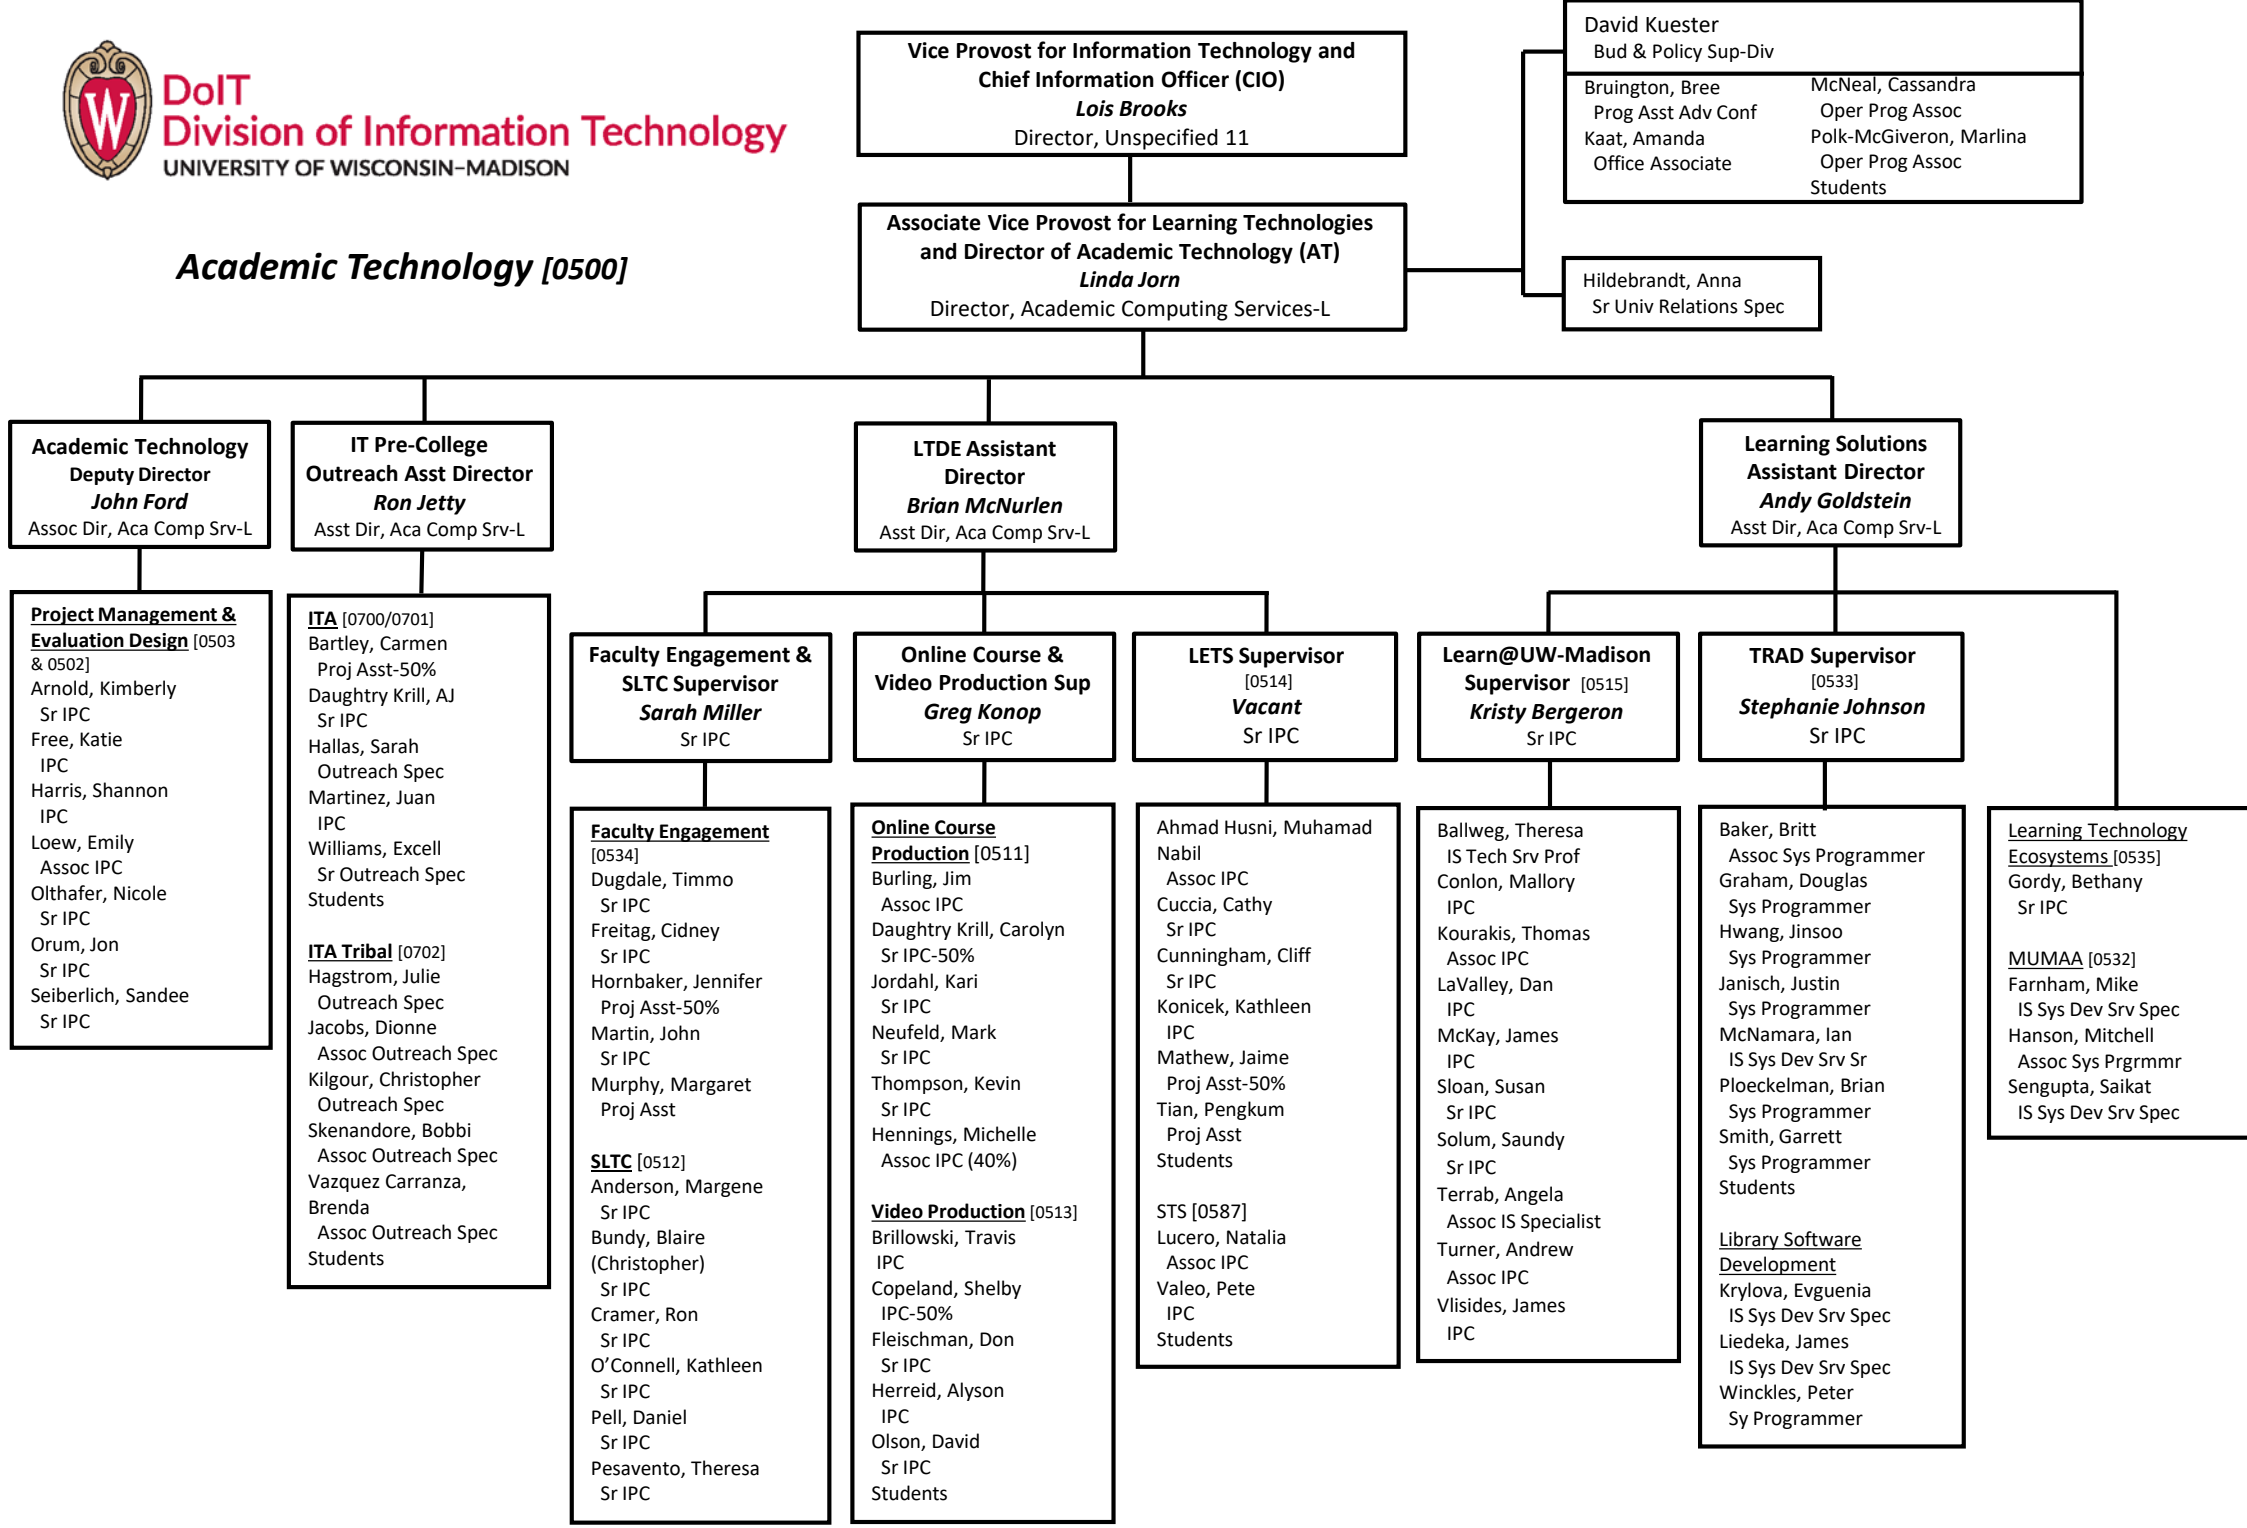 DoIT
Division of Information Technology
UNIVERSITY OF WISCONSIN–MADISON
Academic Technology [0500]
Vice Provost for Information Technology and
Chief Information Officer (CIO)
Lois Brooks
Director, Unspecified 11
Associate Vice Provost for Learning Technologies
and Director of Academic Technology (AT)
Linda Jorn
Director, Academic Computing Services-L
David Kuester
Bud & Policy Sup-Div
Bruington, Bree
Prog Asst Adv Conf
Kaat, Amanda
Office Associate
McNeal, Cassandra
Oper Prog Assoc
Polk-McGiveron, Marlina
Oper Prog Assoc
Students
Hildebrandt, Anna
Sr Univ Relations Spec
Academic Technology
Deputy Director
John Ford
Assoc Dir, Aca Comp Srv-L
IT Pre-College
Outreach Asst Director
Ron Jetty
Asst Dir, Aca Comp Srv-L
LTDE Assistant
Director
Brian McNurlen
Asst Dir, Aca Comp Srv-L
Learning Solutions
Assistant Director
Andy Goldstein
Asst Dir, Aca Comp Srv-L
Project Management &
Evaluation Design [0503
& 0502]
Arnold, Kimberly
Sr IPC
Free, Katie
IPC
Harris, Shannon
IPC
Loew, Emily
Assoc IPC
Olthafer, Nicole
Sr IPC
Orum, Jon
Sr IPC
Seiberlich, Sandee
Sr IPC
ITA [0700/0701]
Bartley, Carmen
Proj Asst-50%
Daughtry Krill, AJ
Sr IPC
Hallas, Sarah
Outreach Spec
Martinez, Juan
IPC
Williams, Excell
Sr Outreach Spec
Students
ITA Tribal [0702]
Hagstrom, Julie
Outreach Spec
Jacobs, Dionne
Assoc Outreach Spec
Kilgour, Christopher
Outreach Spec
Skenandore, Bobbi
Assoc Outreach Spec
Vazquez Carranza,
Brenda
Assoc Outreach Spec
Students
Faculty Engagement &
SLTC Supervisor
Sarah Miller
Sr IPC
Faculty Engagement
[0534]
Dugdale, Timmo
Sr IPC
Freitag, Cidney
Sr IPC
Hornbaker, Jennifer
Proj Asst-50%
Martin, John
Sr IPC
Murphy, Margaret
Proj Asst
SLTC [0512]
Anderson, Margene
Sr IPC
Bundy, Blaire
(Christopher)
Sr IPC
Cramer, Ron
Sr IPC
O’Connell, Kathleen
Sr IPC
Pell, Daniel
Sr IPC
Pesavento, Theresa
Sr IPC
Online Course &
Video Production Sup
Greg Konop
Sr IPC
Online Course
Production [0511]
Burling, Jim
Assoc IPC
Daughtry Krill, Carolyn
Sr IPC-50%
Jordahl, Kari
Sr IPC
Neufeld, Mark
Sr IPC
Thompson, Kevin
Sr IPC
Hennings, Michelle
Assoc IPC (40%)
Video Production [0513]
Brillowski, Travis
IPC
Copeland, Shelby
IPC-50%
Fleischman, Don
Sr IPC
Herreid, Alyson
IPC
Olson, David
Sr IPC
Students
LETS Supervisor
[0514]
Vacant
Sr IPC
Ahmad Husni, Muhamad
Nabil
Assoc IPC
Cuccia, Cathy
Sr IPC
Cunningham, Cliff
Sr IPC
Konicek, Kathleen
IPC
Mathew, Jaime
Proj Asst-50%
Tian, Pengkum
Proj Asst
Students
STS [0587]
Lucero, Natalia
Assoc IPC
Valeo, Pete
IPC
Students
Learn@UW-Madison
Supervisor [0515]
Kristy Bergeron
Sr IPC
Ballweg, Theresa
IS Tech Srv Prof
Conlon, Mallory
IPC
Kourakis, Thomas
Assoc IPC
LaValley, Dan
IPC
McKay, James
IPC
Sloan, Susan
Sr IPC
Solum, Saundy
Sr IPC
Terrab, Angela
Assoc IS Specialist
Turner, Andrew
Assoc IPC
Vlisides, James
IPC
TRAD Supervisor
[0533]
Stephanie Johnson
Sr IPC
Baker, Britt
Assoc Sys Programmer
Graham, Douglas
Sys Programmer
Hwang, Jinsoo
Sys Programmer
Janisch, Justin
Sys Programmer
McNamara, Ian
IS Sys Dev Srv Sr
Ploeckelman, Brian
Sys Programmer
Smith, Garrett
Sys Programmer
Students
Library Software
Development
Krylova, Evguenia
IS Sys Dev Srv Spec
Liedeka, James
IS Sys Dev Srv Spec
Winckles, Peter
Sy Programmer
Learning Technology
Ecosystems [0535]
Gordy, Bethany
Sr IPC
MUMAA [0532]
Farnham, Mike
IS Sys Dev Srv Spec
Hanson, Mitchell
Assoc Sys Prgrmmr
Sengupta, Saikat
IS Sys Dev Srv Spec